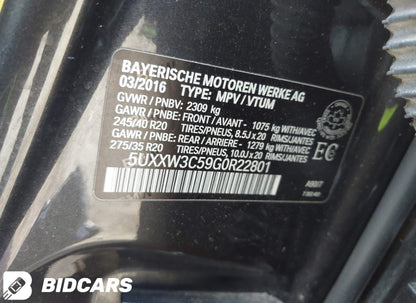 BAYERISCHE MOTOREN WERKE AG
03/2016 TYPE: MPV / VTUM
GVWR / PNBV: 2309 kg
GAWR / PNBE: FRONT / AVANT - 1075 kg WITH/AVEC
245/40 R20 TIRES/PNEUS, 8.5J x 20 RIMS/JANTES
GAWR / PNBE: REAR / ARRIERE - 1279 kg WITH/AVEC
275/35 R20 TIRES/PNEUS, 10.0J x 20 RIMS/JANTES
5UXXW3C59G0R22801
EC
BIDCARS